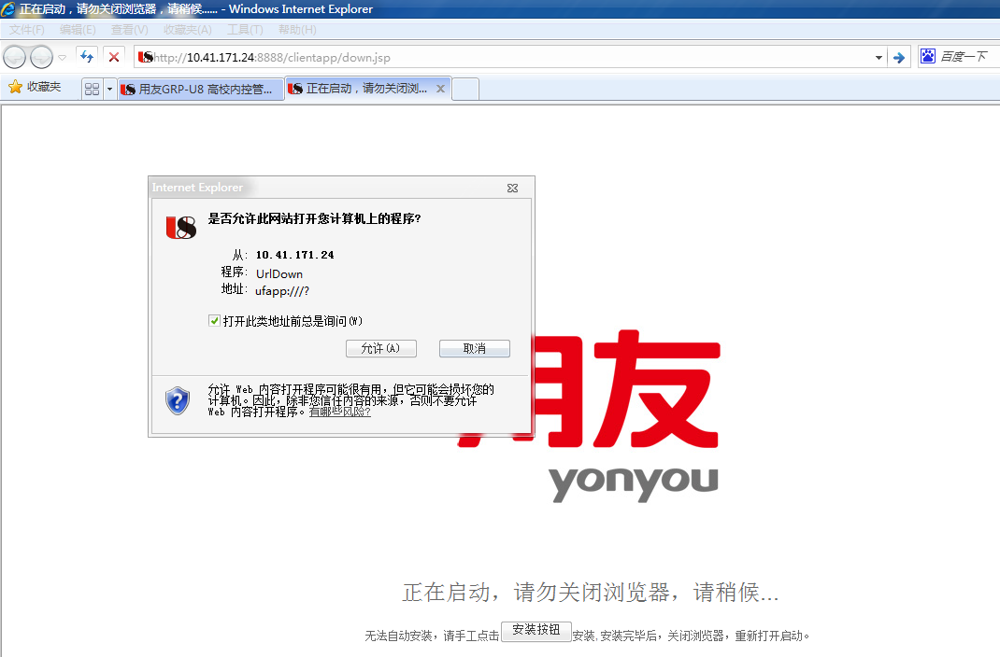 正在启动，请勿关闭浏览器，请稍候...... - Windows Internet Explorer
文件(F) 编辑(E) 查看(V) 收藏夹(A) 工具(T) 帮助(H)
http://10.41.171.24:8888/clientapp/down.jsp
百度一下
收藏夹
用友GRP-U8 高校内控管...
正在启动，请勿关闭浏...
Internet Explorer
是否允许此网站打开您计算机上的程序?
从: 10.41.171.24
程序: UrlDown
地址: ufapp:///?
打开此类地址前总是询问(W)
允许(A)
取消
允许 Web 内容打开程序可能很有用，但它可能会损坏您的
计算机。因此，除非您信任内容的来源，否则不要允许
Web 内容打开程序。有哪些风险?
用友
yonyou
正在启动，请勿关闭浏览器，请稍候...
无法自动安装，请手工点击 安装按钮 安装, 安装完毕后，关闭浏览器，重新打开启动。